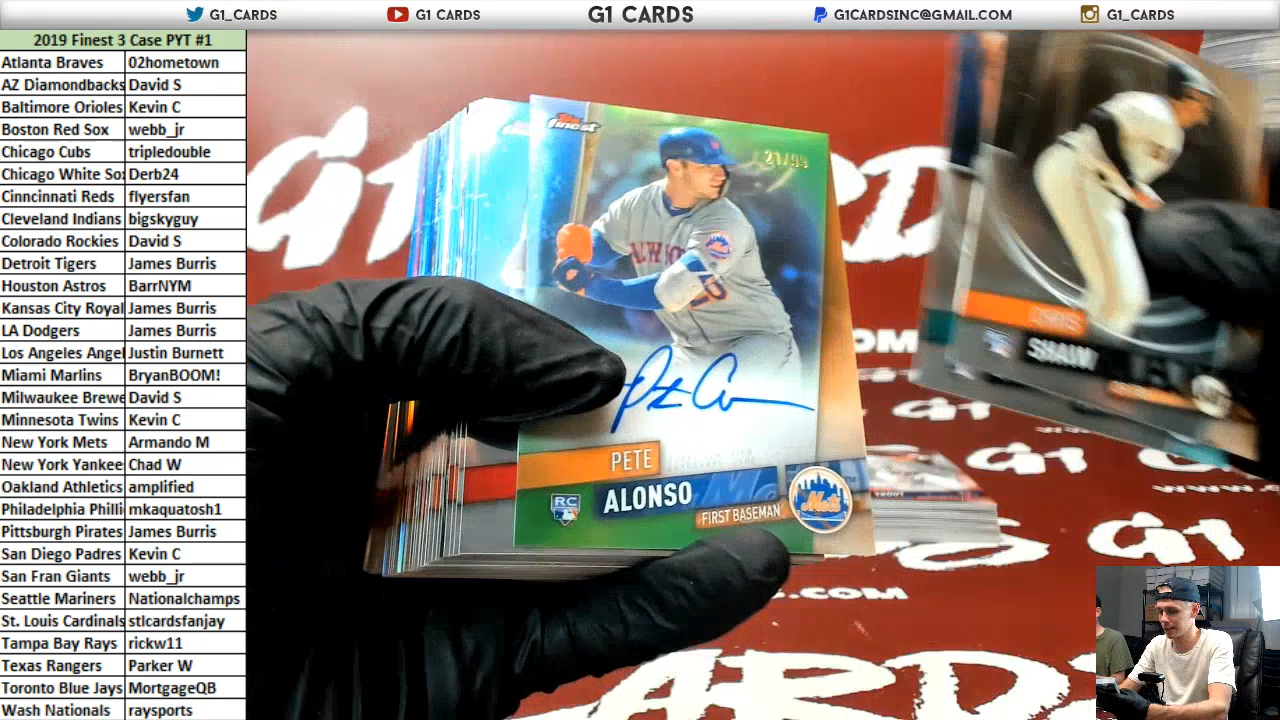 G1_CARDS
G1 CARDS
G1 CARDS
G1CARDSINC@GMAIL.COM
G1_CARDS
2019 Finest 3 Case PYT #1
Atlanta Braves 02hometown
AZ Diamondbacks David S
Baltimore Orioles Kevin C
Boston Red Sox webb_jr
Chicago Cubs tripledouble
Chicago White So Derb24
Cinncinnati Reds flyersfan
Cleveland Indians bigskyguy
Colorado Rockies David S
Detroit Tigers James Burris
Houston Astros BarrNYM
Kansas City Royal James Burris
LA Dodgers James Burris
Los Angeles Angel Justin Burnett
Miami Marlins BryanBOOM!
Milwaukee Brewe David S
Minnesota Twins Kevin C
New York Mets Armando M
New York Yankee Chad W
Oakland Athletics amplified
Philadelphia Philli mkaquatosh1
Pittsburgh Pirates James Burris
San Diego Padres Kevin C
San Fran Giants webb_jr
Seattle Mariners Nationalchamps
St. Louis Cardinals stlcardsfanjay
Tampa Bay Rays rickw11
Texas Rangers Parker W
Toronto Blue Jays MortgageQB
Wash Nationals raysports
finest
21/99
PETE
ALONSO
FIRST BASEMAN
RC
Mets
SHAW
G1
G1